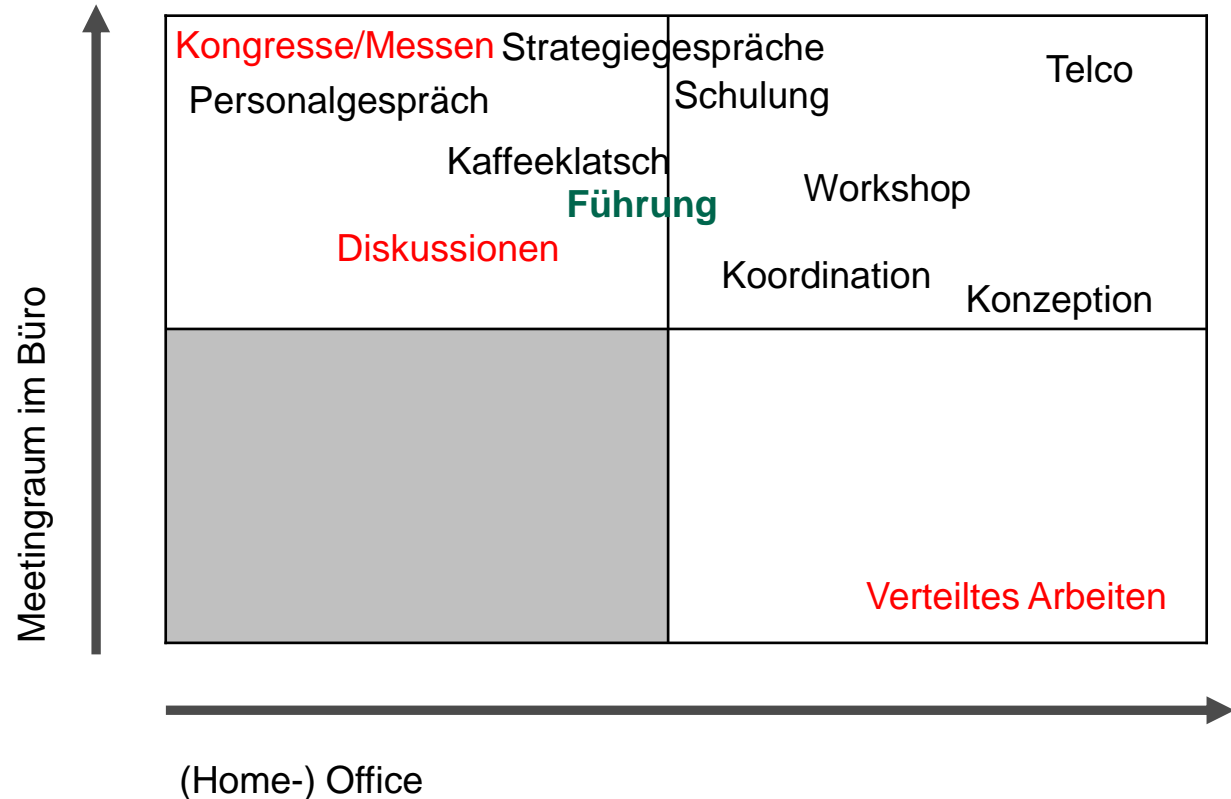 Kongresse/Messen
Strategiegespräche
Telco
Personalgespräch
Schulung
Kaffeeklatsch
Workshop
Führung
Diskussionen
Koordination
Konzeption
Meetingraum im Büro
Verteiltes Arbeiten
(Home-) Office